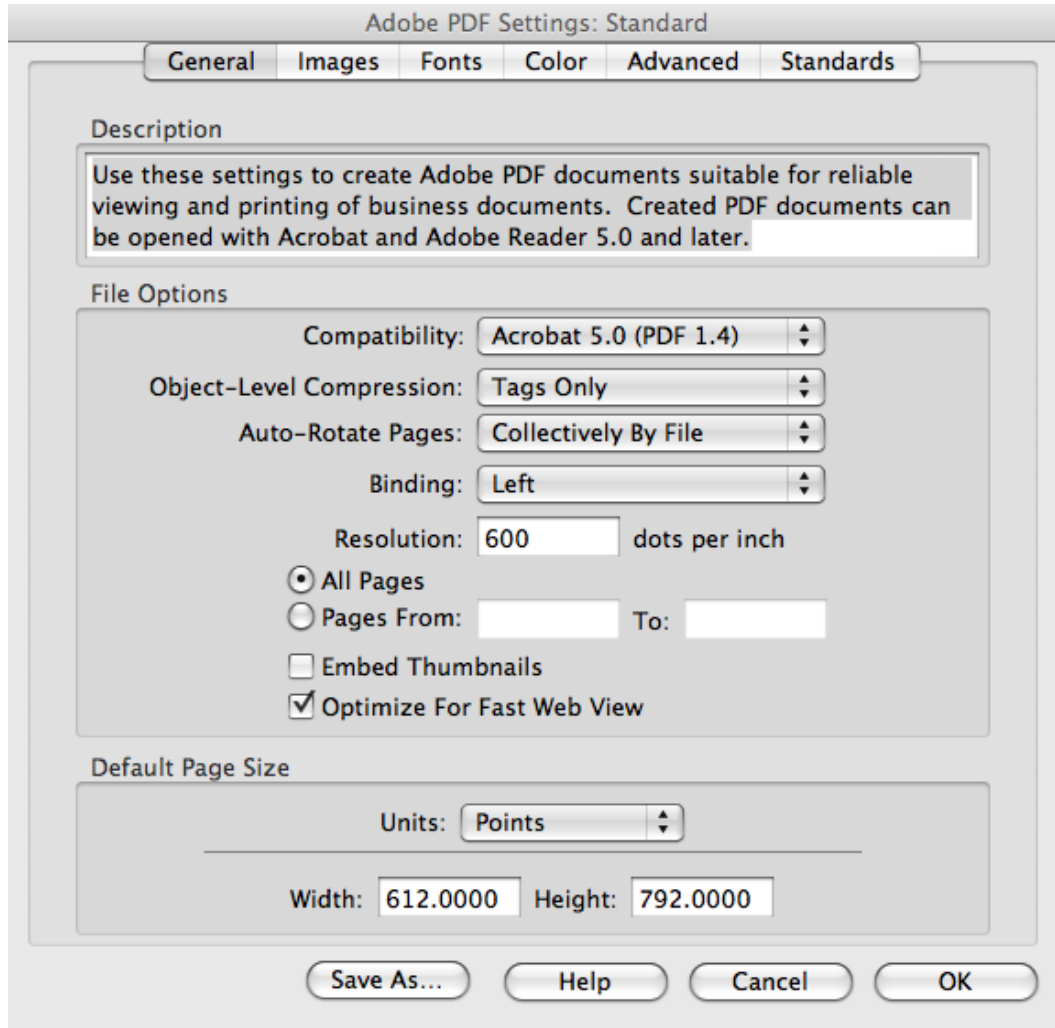 Adobe PDF Settings: Standard
General Images Fonts Color Advanced Standards
Description
Use these settings to create Adobe PDF documents suitable for reliable
viewing and printing of business documents.  Created PDF documents can
be opened with Acrobat and Adobe Reader 5.0 and later.
File Options
Compatibility: Acrobat 5.0 (PDF 1.4)
Object-Level Compression: Tags Only
Auto-Rotate Pages: Collectively By File
Binding: Left
Resolution: 600 dots per inch
All Pages
Pages From: To:
Embed Thumbnails
Optimize For Fast Web View
Default Page Size
Units: Points
Width: 612.0000 Height: 792.0000
Save As... Help Cancel OK